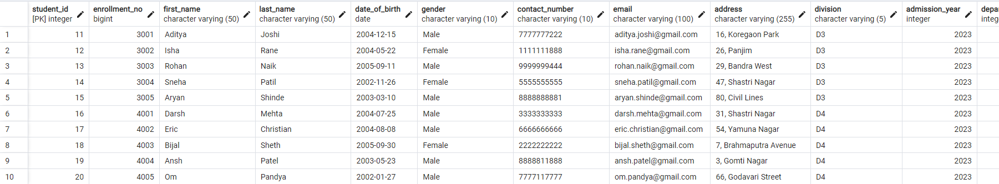 student_id enrollment_no first_name last_name date_of_birth gender contact_number email address division admission_year depar
[PK] integer bigint character varying (50) character varying (50) date character varying (10) character varying (10) character varying (100) character varying (255) character varying (5) integer integ
1 11 3001 Aditya Joshi 2004-12-15 Male 7777777222 aditya.joshi@gmail.com 16, Koregaon Park D3 2023
2 12 3002 Isha Rane 2004-05-22 Female 1111111888 isha.rane@gmail.com 26, Panjim D3 2023
3 13 3003 Rohan Naik 2005-09-11 Male 9999999444 rohan.naik@gmail.com 29, Bandra West D3 2023
4 14 3004 Sneha Patil 2002-11-26 Female 5555555555 sneha.patil@gmail.com 47, Shastri Nagar D3 2023
5 15 3005 Aryan Shinde 2003-03-10 Male 8888888881 aryan.shinde@gmail.com 80, Civil Lines D3 2023
6 16 4001 Darsh Mehta 2004-07-25 Male 3333333333 darsh.mehta@gmail.com 31, Shastri Nagar D4 2023
7 17 4002 Eric Christian 2004-08-08 Male 6666666666 eric.christian@gmail.com 54, Yamuna Nagar D4 2023
8 18 4003 Bijal Sheth 2005-09-30 Female 2222222222 bijal.sheth@gmail.com 7, Brahmaputra Avenue D4 2023
9 19 4004 Ansh Patel 2003-05-23 Male 8888811888 ansh.patel@gmail.com 3, Gomti Nagar D4 2023
10 20 4005 Om Pandya 2002-01-27 Male 7777117777 om.pandya@gmail.com 66, Godavari Street D4 2023